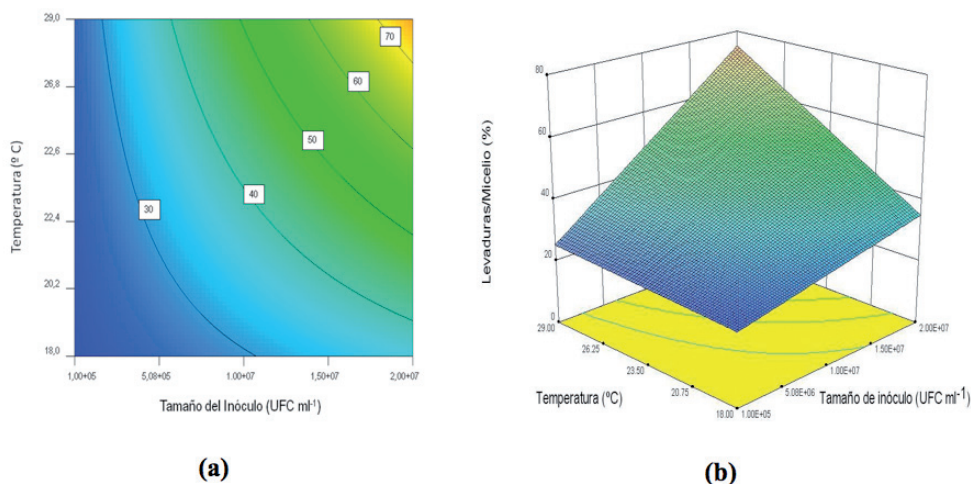 29,0
26,8
22,6
22,4
20,2
18,0
Temperatura (º C)
70
60
50
40
30
1,00+05
5,08+05
1,00+07
1,50+07
2,00+07
Tamaño del Inóculo (UFC ml-1)
(a)
80
60
40
20
0
Levaduras/Micelio (%)
29.00
26.25
23.50
20.75
18.00
Temperatura (ºC)
2.00E+07
1.50E+07
1.00E+07
5.08E+06
1.00E+05
Tamaño de inóculo (UFC ml-1)
(b)